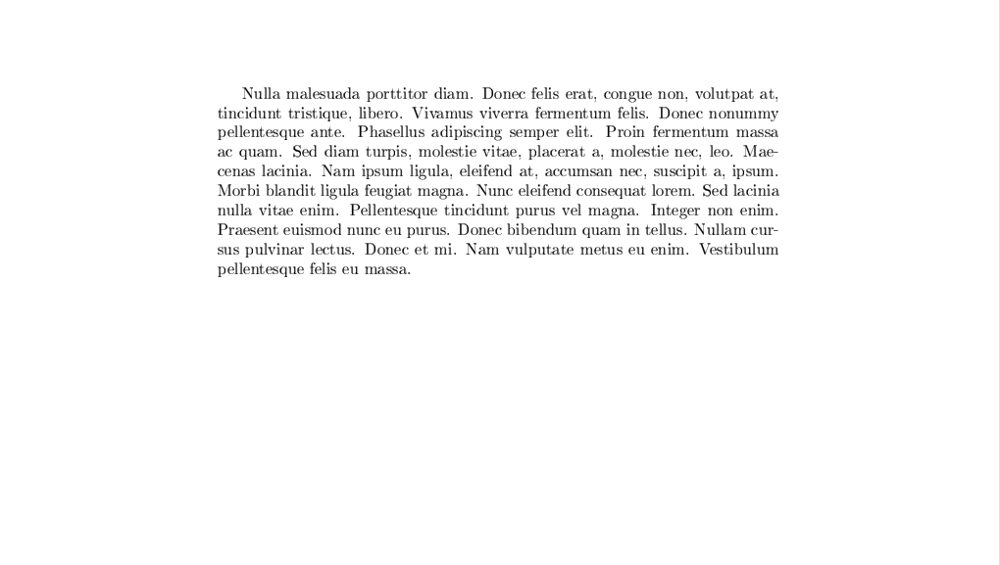 Nulla malesuada porttitor diam. Donec felis erat, congue non, volutpat at,
tincidunt tristique, libero. Vivamus viverra fermentum felis. Donec nonummy
pellentesque ante. Phasellus adipiscing semper elit. Proin fermentum massa
ac quam. Sed diam turpis, molestie vitae, placerat a, molestie nec, leo. Mae-
cenas lacinia. Nam ipsum ligula, eleifend at, accumsan nec, suscipit a, ipsum.
Morbi blandit ligula feugiat magna. Nunc eleifend consequat lorem. Sed lacinia
nulla vitae enim. Pellentesque tincidunt purus vel magna. Integer non enim.
Praesent euismod nunc eu purus. Donec bibendum quam in tellus. Nullam cur-
sus pulvinar lectus. Donec et mi. Nam vulputate metus eu enim. Vestibulum
pellentesque felis eu massa.